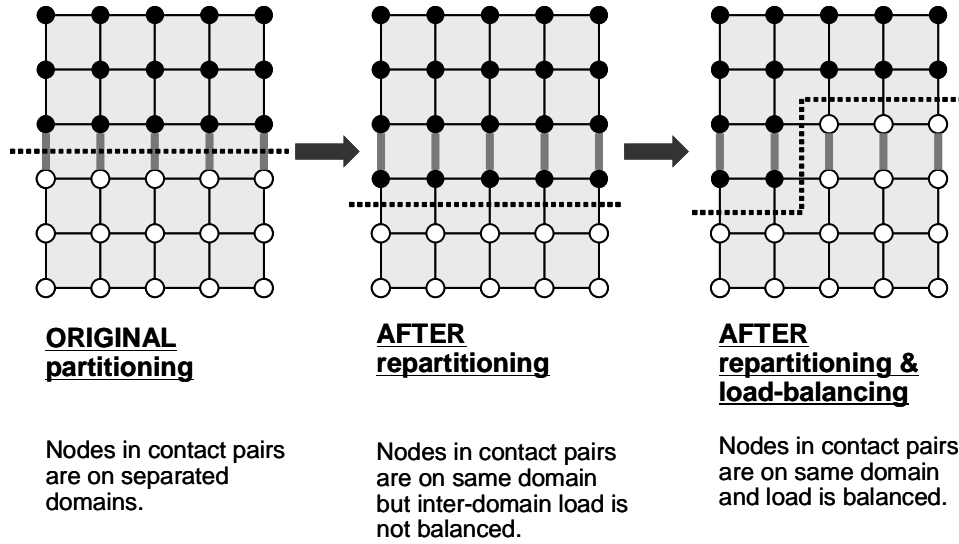 ORIGINAL
partitioning
Nodes in contact pairs
are on separated
domains.
AFTER
repartitioning
Nodes in contact pairs
are on same domain
but inter-domain load is
not balanced.
AFTER
repartitioning &
load-balancing
Nodes in contact pairs
are on same domain
and load is balanced.